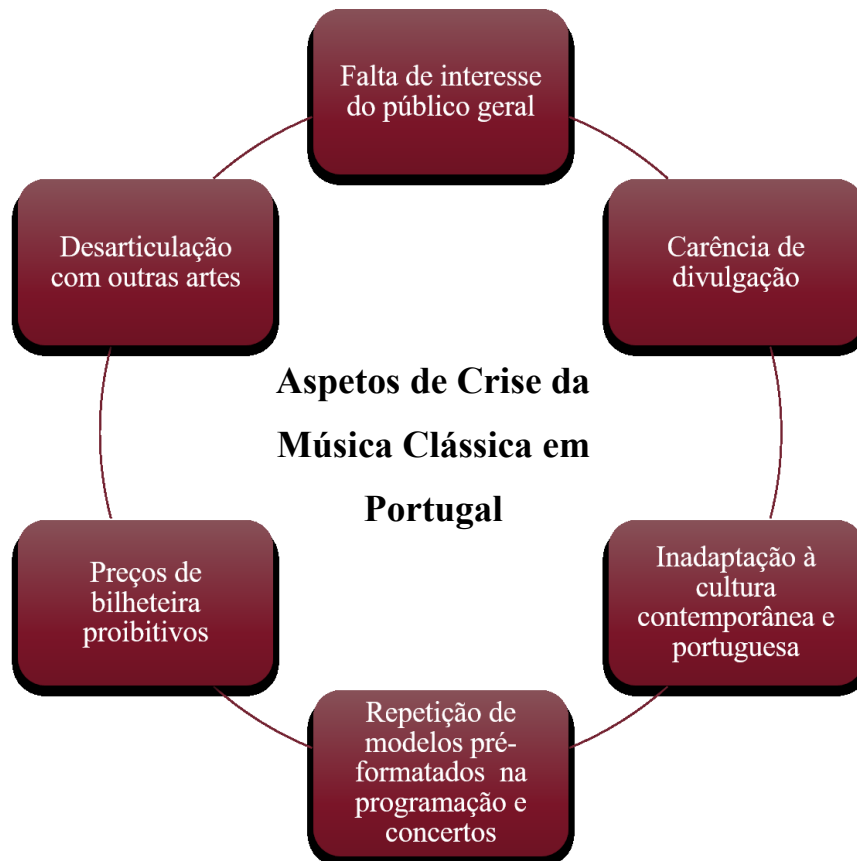 Falta de interesse
do público geral
Carência de
divulgação
Inadaptação à
cultura
contemporânea e
portuguesa
Repetição de
modelos pré-
formatados na
programação e
concertos
Preços de
bilheteira
proibitivos
Desarticulação
com outras artes
Aspetos de Crise da
Música Clássica em
Portugal